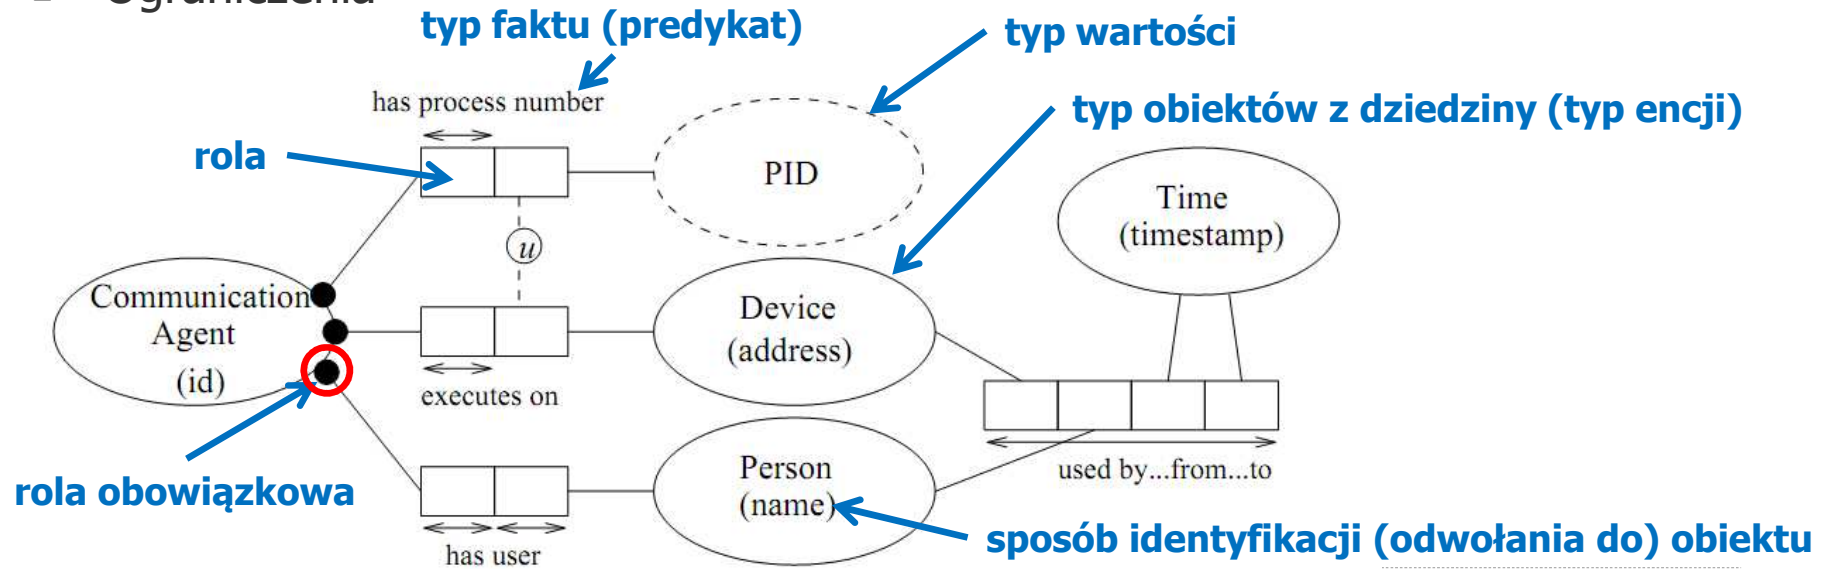 Ograniczenia
typ faktu (predykat)
typ wartości
has process number
typ obiektów z dziedziny (typ encji)
rola
PID
Time
(timestamp)
u
Communication
Agent
(id)
Device
(address)
executes on
Person
(name)
used by...from...to
rola obowiązkowa
has user
sposób identyfikacji (odwołania do) obiektu